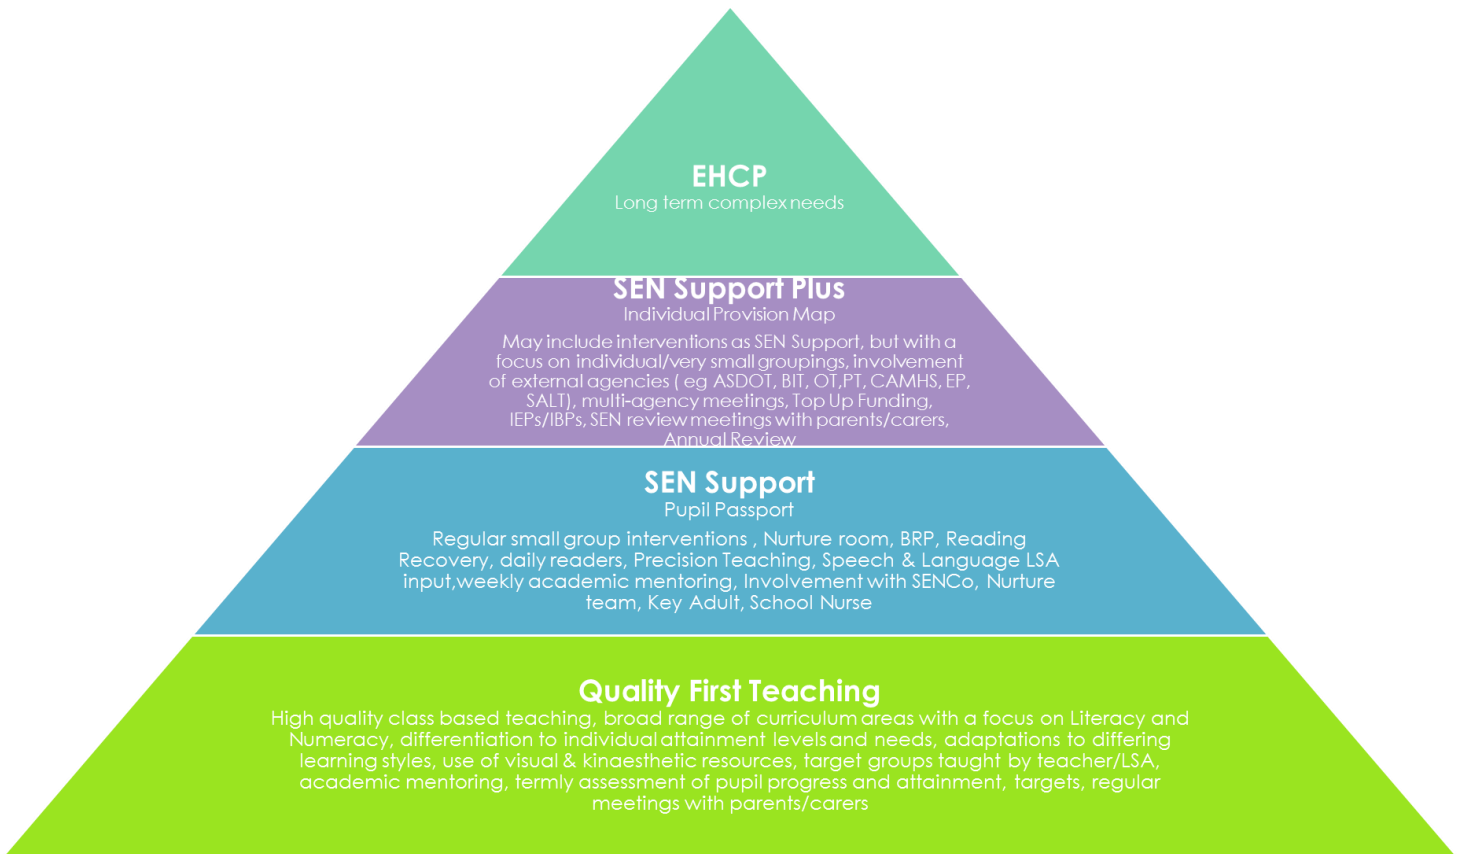 EHCP
Long term complex needs
SEN Support Plus
Individual Provision Map
May include interventions as SEN Support, but with a
focus on individual/very small groupings, involvement
of external agencies ( eg ASDOT, BIT, OT,PT, CAMHS, EP,
SALT), multi-agency meetings, Top Up Funding,
IEPs/IBPs, SEN review meetings with parents/carers,
Annual Review
SEN Support
Pupil Passport
Regular small group interventions , Nurture room, BRP, Reading
Recovery, daily readers, Precision Teaching, Speech & Language LSA
input,weekly academic mentoring, Involvement with SENCo, Nurture
team, Key Adult, School Nurse
Quality First Teaching
High quality class based teaching, broad range of curriculum areas with a focus on Literacy and
Numeracy, differentiation to individual attainment levels and needs, adaptations to differing
learning styles, use of visual & kinaesthetic resources, target groups taught by teacher/LSA,
academic mentoring, termly assessment of pupil progress and attainment, targets, regular
meetings with parents/carers